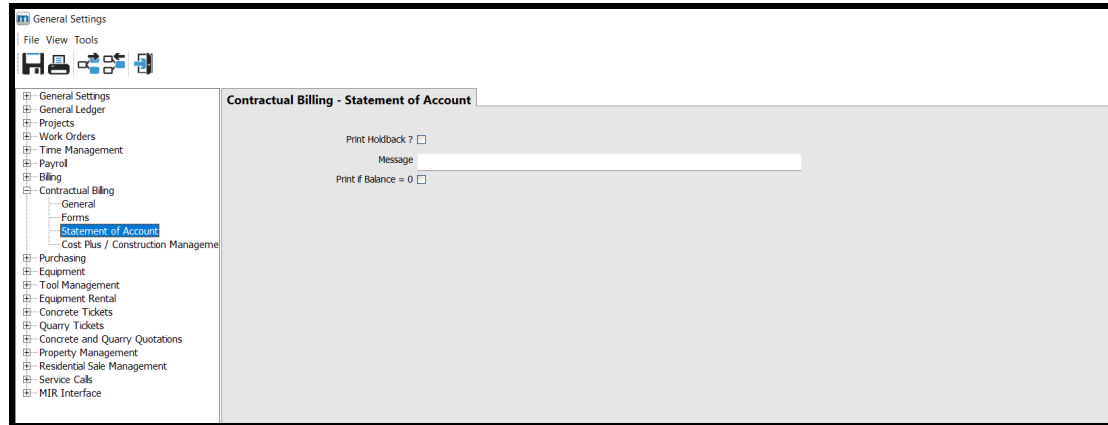 m General Settings
File View Tools
General Settings
General Ledger
Projects
Work Orders
Time Management
Payroll
Billing
Contractual Billing
General
Forms
Statement of Account
Cost Plus / Construction Manageme
Purchasing
Equipment
Tool Management
Equipment Rental
Concrete Tickets
Quarry Tickets
Concrete and Quarry Quotations
Property Management
Residential Sale Management
Service Calls
MIR Interface
Contractual Billing - Statement of Account
Print Holdback ?
Message
Print if Balance = 0